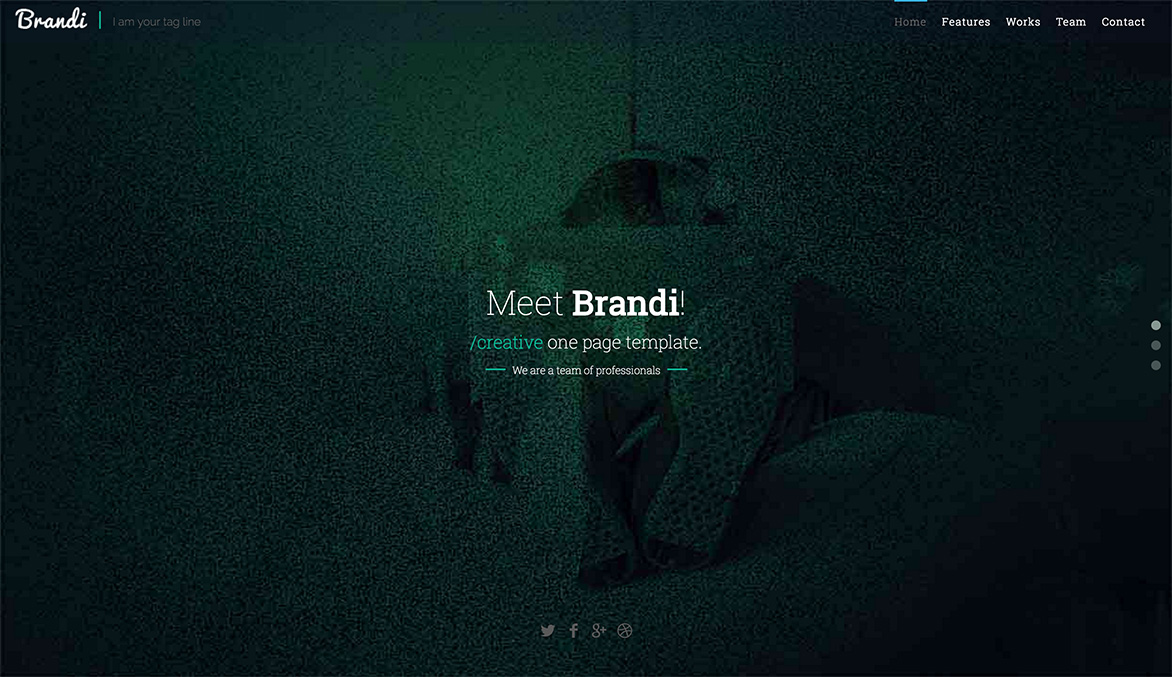 Brandi
I am your tag line
Home Features Works Team Contact
Meet Brandi!
/creative one page template.
We are a team of professionals